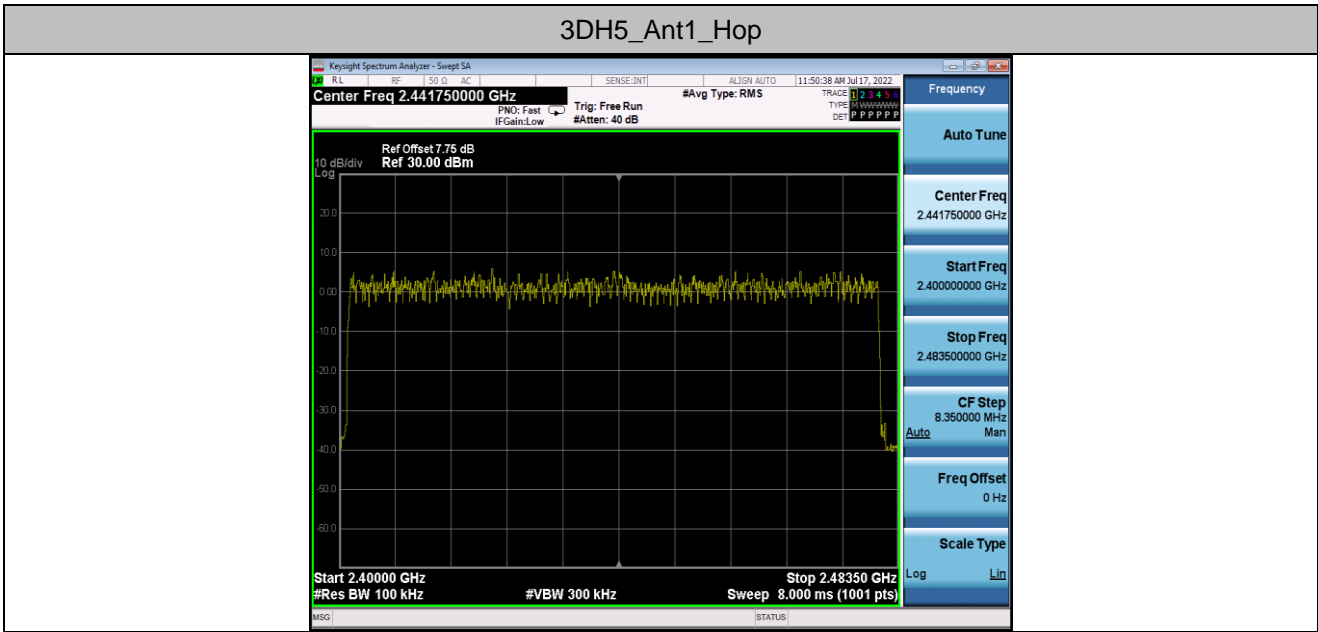 3DH5_Ant1_Hop
Keysight Spectrum Analyzer - Swept SA
RL RF 50 Ω AC SENSE:INT ALIGN AUTO 11:50:38 AM Jul 17, 2022
Center Freq 2.441750000 GHz
PNO: Fast
IFGain:Low
Trig: Free Run
#Atten: 40 dB
#Avg Type: RMS
TRACE 1 2 3 4 5 6
TYPE M WWWWW
DET P P P P P P
Ref Offset 7.75 dB
10 dB/div Ref 30.00 dBm
Log
20.0
10.0
0.00
-10.0
-20.0
-30.0
-40.0
-50.0
-60.0
Start 2.40000 GHz Stop 2.48350 GHz
#Res BW 100 kHz #VBW 300 kHz Sweep 8.000 ms (1001 pts)
MSG STATUS
Frequency
Auto Tune
Center Freq
2.441750000 GHz
Start Freq
2.400000000 GHz
Stop Freq
2.483500000 GHz
CF Step
8.350000 MHz
Auto Man
Freq Offset
0 Hz
Scale Type
Log Lin